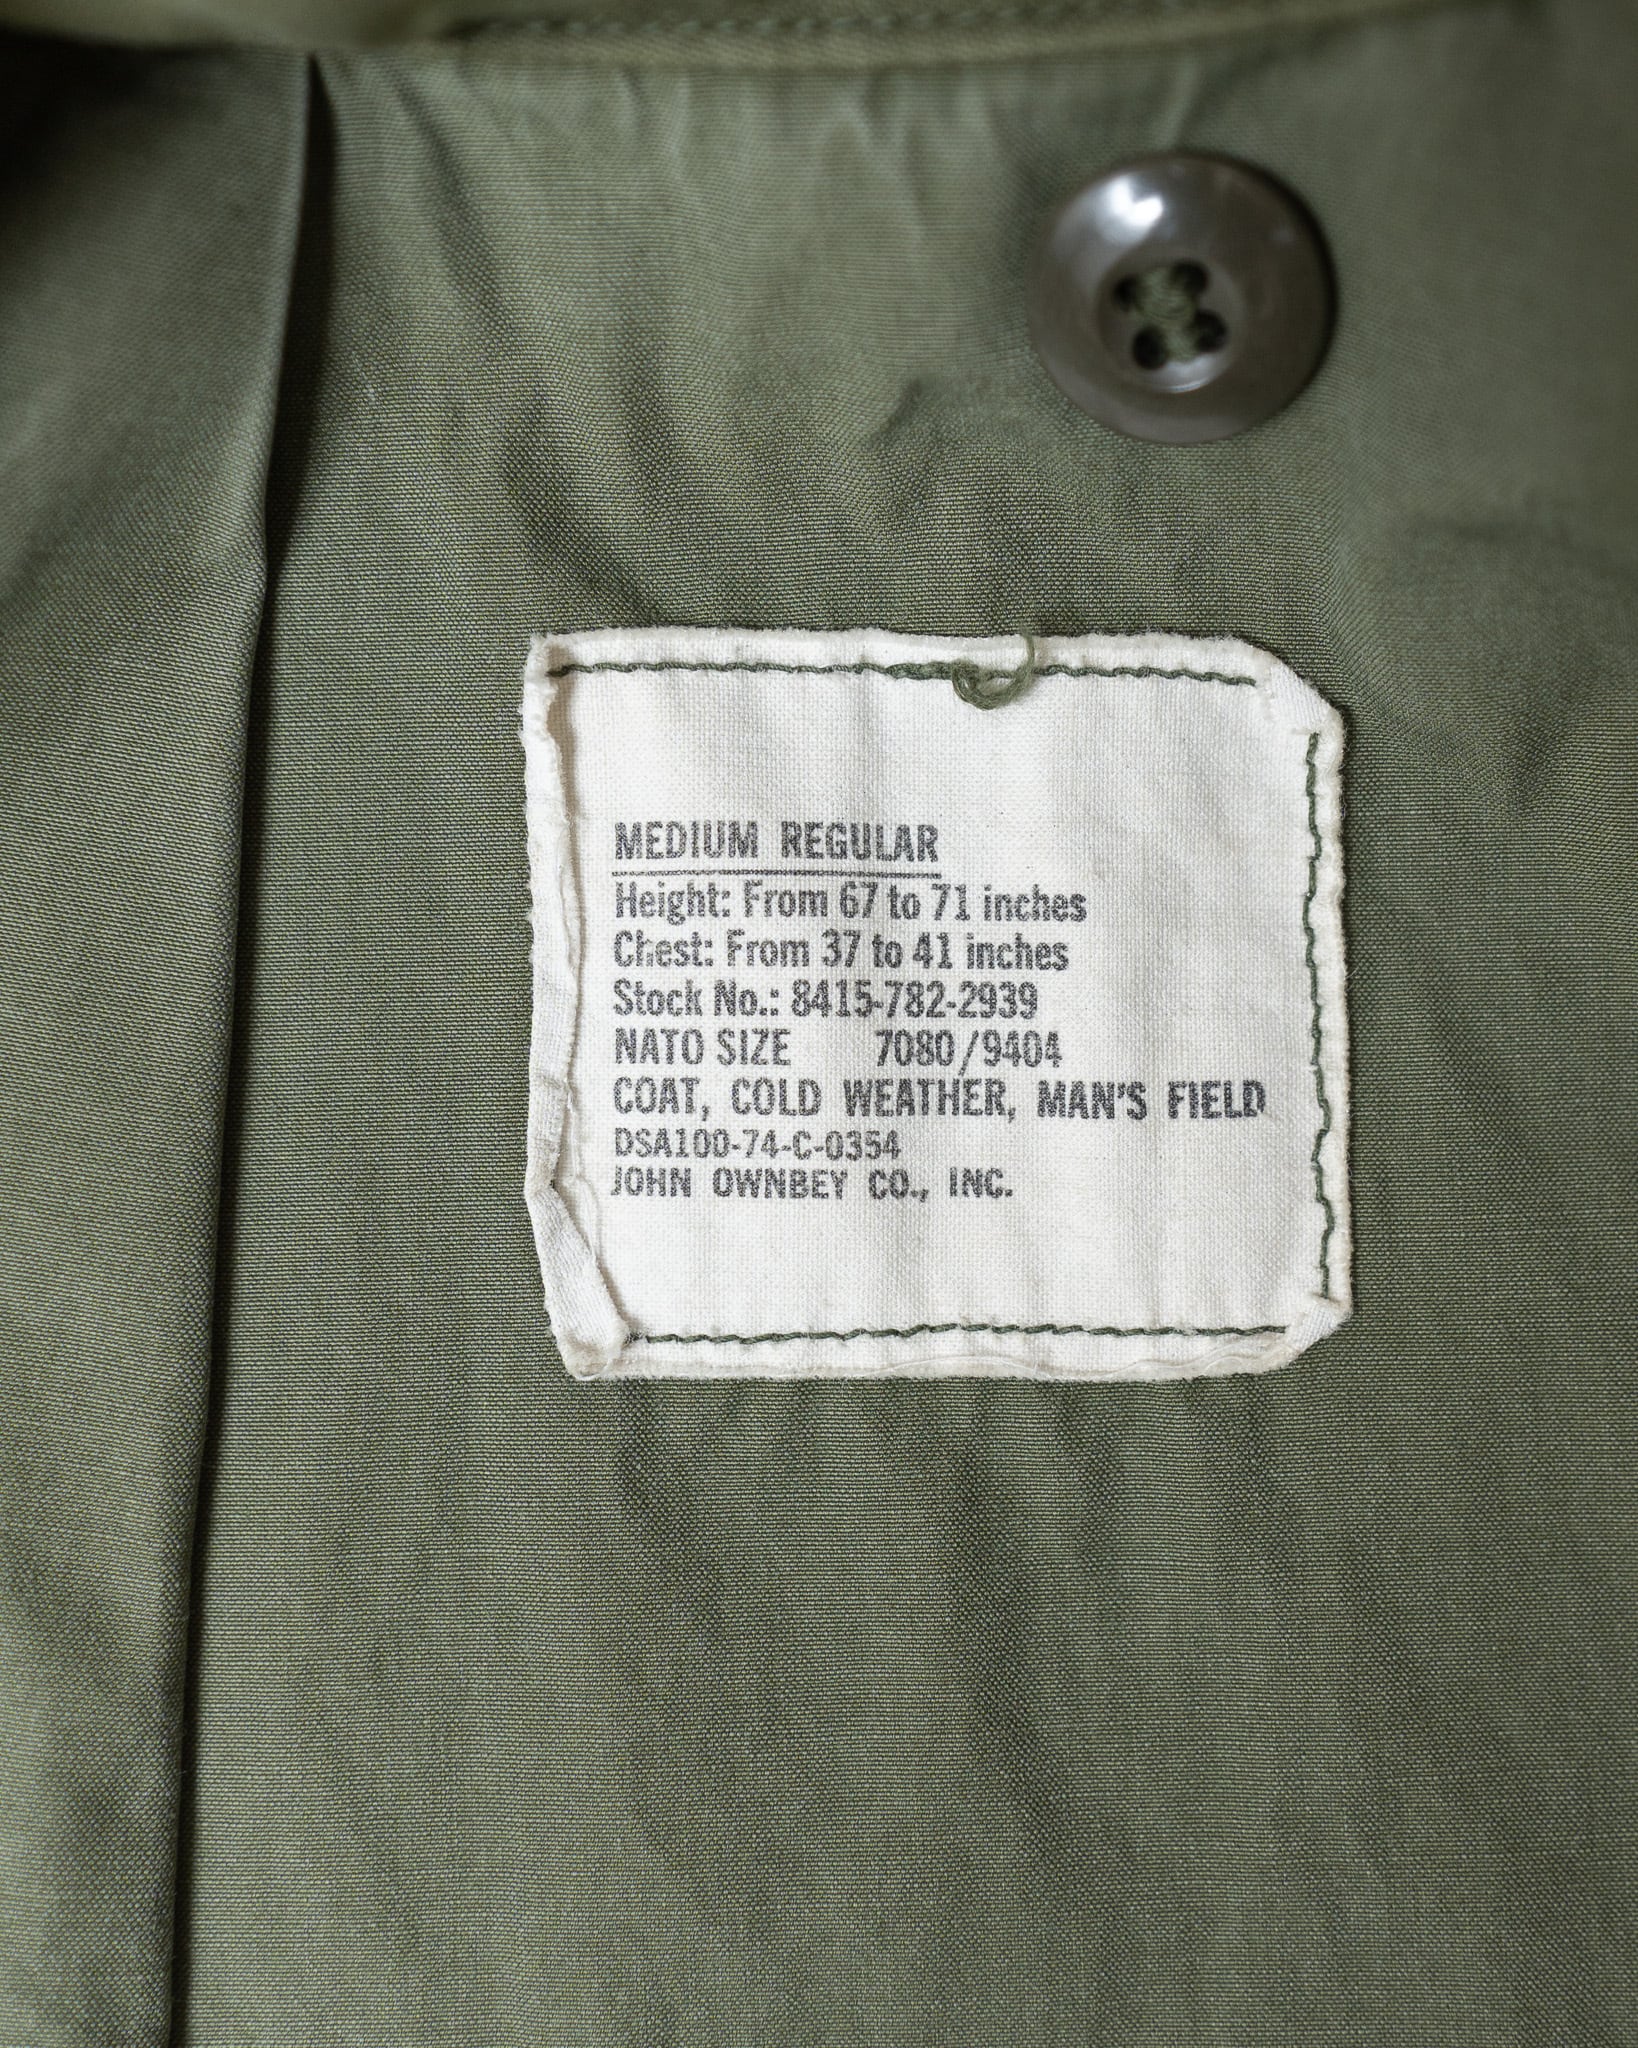 MEDIUM REGULAR
Height: From 67 to 71 inches
Chest: From 37 to 41 inches
Stock No.: 8415-782-2939
NATO SIZE 7080/9404
COAT, COLD WEATHER, MAN'S FIELD
DSA100-74-C-0354
JOHN OWNBEY CO., INC.